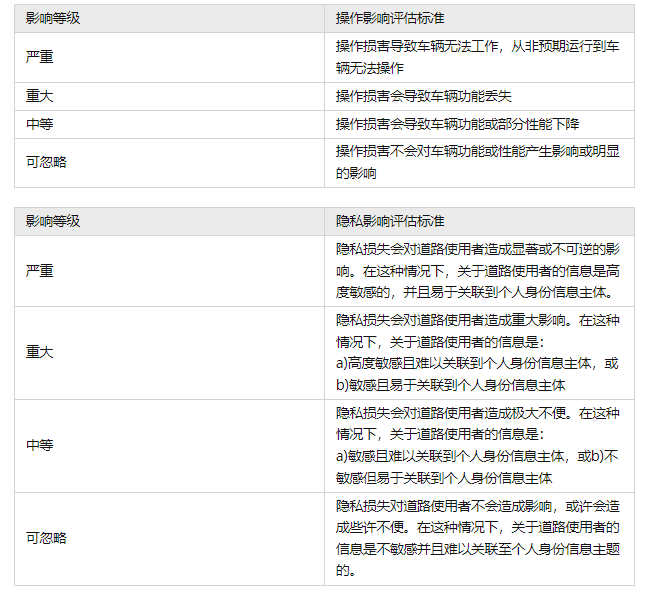 影响等级
操作影响评估标准
严重
操作损害导致车辆无法工作，从非预期运行到车
辆无法操作
重大
操作损害会导致车辆功能丢失
中等
操作损害会导致车辆功能或部分性能下降
可忽略
操作损害不会对车辆功能或性能产生影响或明显
的影响
影响等级
隐私影响评估标准
严重
隐私损失会对道路使用者造成显著或不可逆的影
响。在这种情况下，关于道路使用者的信息是高
度敏感的，并且易于关联到个人身份信息主体。
重大
隐私损失会对道路使用者造成重大影响。在这种
情况下，关于道路使用者的信息是：
a)高度敏感且难以关联到个人身份信息主体，或
b)敏感且易于关联到个人身份信息主体
中等
隐私损失会对道路使用者造成极大不便。在这种
情况下，关于道路使用者的信息是：
a)敏感且难以关联到个人身份信息主体，或b)不
敏感但易于关联到个人身份信息主体
可忽略
隐私损失对道路使用者不会造成影响，或许会造
成些许不便。在这种情况下，关于道路使用者的
信息是不敏感并且难以关联至个人身份信息主题
的。